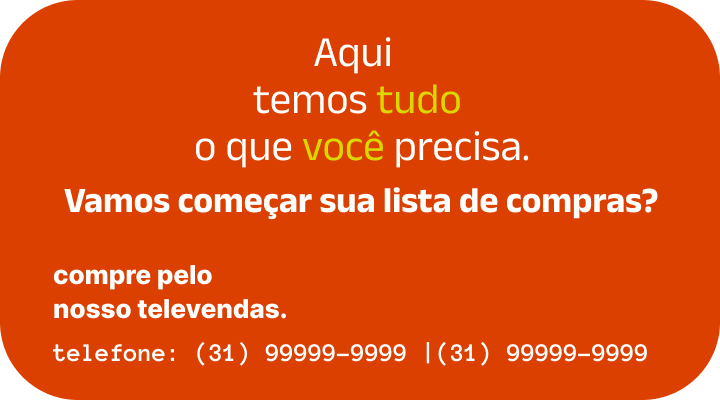 Aqui
temos tudo
o que você precisa.
Vamos começar sua lista de compras?
compre pelo
nosso televendas.
telefone: (31) 99999-9999 |(31) 99999-9999